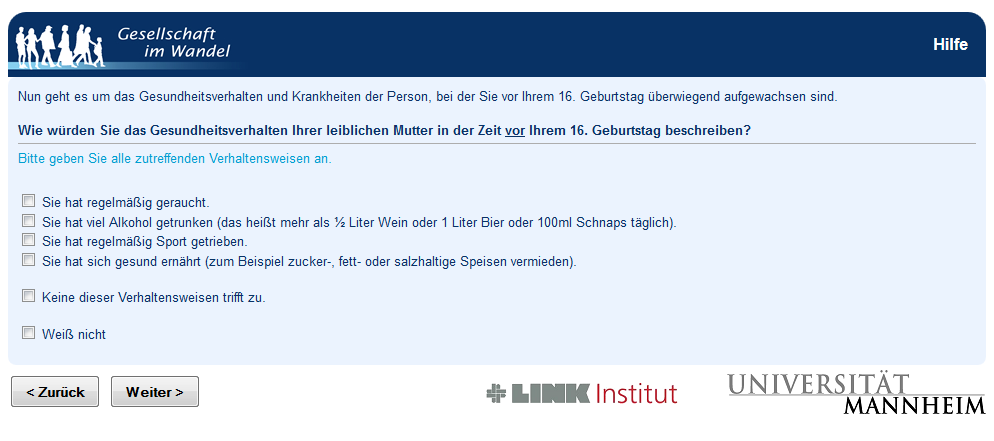 Gesellschaft
im Wandel
Hilfe
Nun geht es um das Gesundheitsverhalten und Krankheiten der Person, bei der Sie vor Ihrem 16. Geburtstag überwiegend aufgewachsen sind.
Wie würden Sie das Gesundheitsverhalten Ihrer leiblichen Mutter in der Zeit vor Ihrem 16. Geburtstag beschreiben?
Bitte geben Sie alle zutreffenden Verhaltensweisen an.
Sie hat regelmäßig geraucht.
Sie hat viel Alkohol getrunken (das heißt mehr als ½ Liter Wein oder 1 Liter Bier oder 100ml Schnaps täglich).
Sie hat regelmäßig Sport getrieben.
Sie hat sich gesund ernährt (zum Beispiel zucker-, fett- oder salzhaltige Speisen vermieden).
Keine dieser Verhaltensweisen trifft zu.
Weiß nicht
< Zurück Weiter >
LINK Institut
UNIVERSITÄT
MANNHEIM